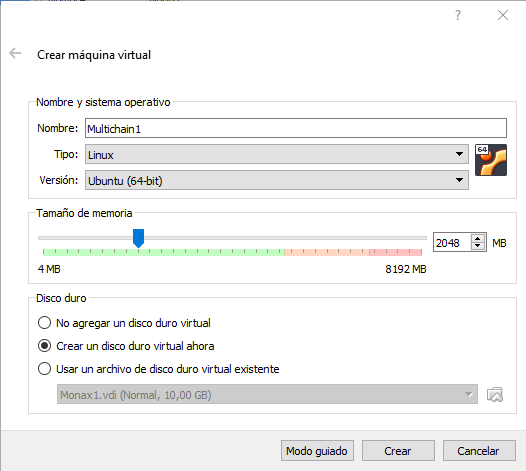 ?
Crear máquina virtual
Nombre y sistema operativo
Nombre: Multichain1
Tipo: Linux
64
Versión: Ubuntu (64-bit)
Tamaño de memoria
2048 MB
4 MB 8192 MB
Disco duro
No agregar un disco duro virtual
Crear un disco duro virtual ahora
Usar un archivo de disco duro virtual existente
Monax1.vdi (Normal, 10,00 GB)
Modo guiado Crear Cancelar